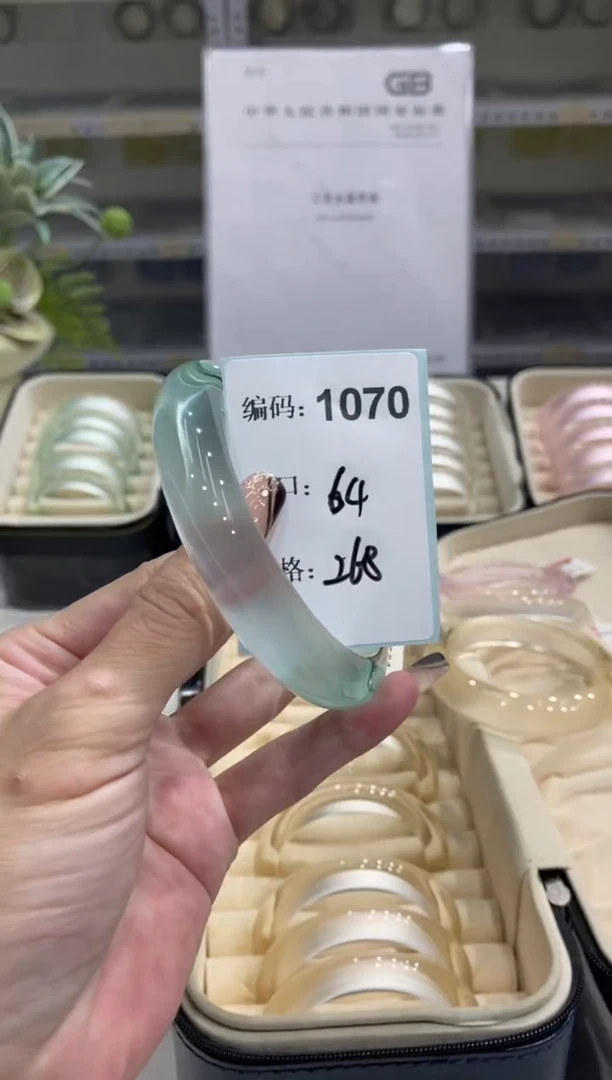 GB
中华人民共和国国家标准
编码: 1070
口: 64
格: 268